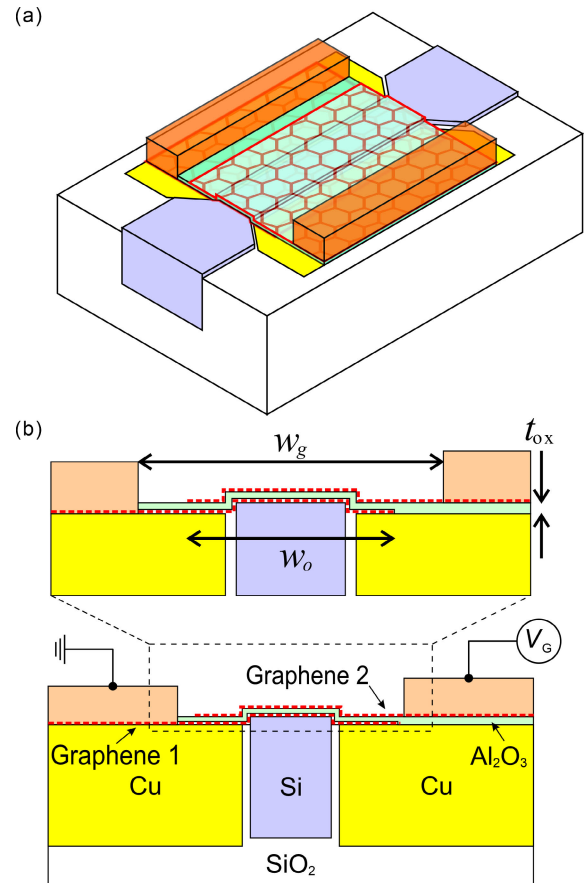 (a)
(b)
w_g
t_ox
w_o
V_G
Graphene 2
Graphene 1
Al₂O₃
Cu
Si
Cu
SiO₂